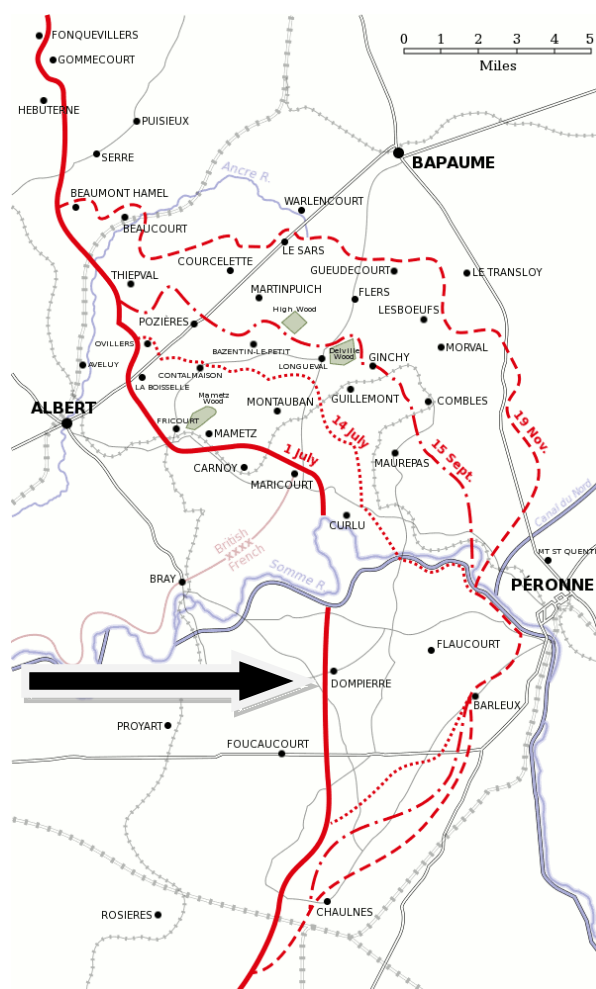 FONQUEVILLERS
GOMMECOURT
0 1 2 3 4 5
Miles
HEBUTERNE
PUISIEUX
SERRE
BAPAUME
Ancre R.
BEAUMONT HAMEL
WARLENCOURT
BEAUCOURT
LE SARS
COURCELETTE
GUEUDECOURT
LE TRANSLOY
THIEPVAL
MARTINPUICH
FLERS
High Wood
LESBOEUFS
POZIÈRES
OVILLERS
BAZENTIN-LE-PETIT
Delville
Wood
MORVAL
AVELUY
CONTALMAISON
LONGUEVAL
GINCHY
LA BOISSELLE
GUILLEMONT
Mametz
Wood
ALBERT
MONTAUBAN
COMBLES
FRICOURT
MAMETZ
14 July
19 Nov.
1 july
15 Sept.
CARNOY
MAUREPAS
MARICOURT
Canal du Nord
CURLU
British
xxxx
French
MT ST QUENTI
Somme R.
BRAY
PÉRONNE
FLAUCOURT
DOMPIERRE
BARLEUX
PROYART
FOUCAUCOURT
CHAULNES
ROSIERES